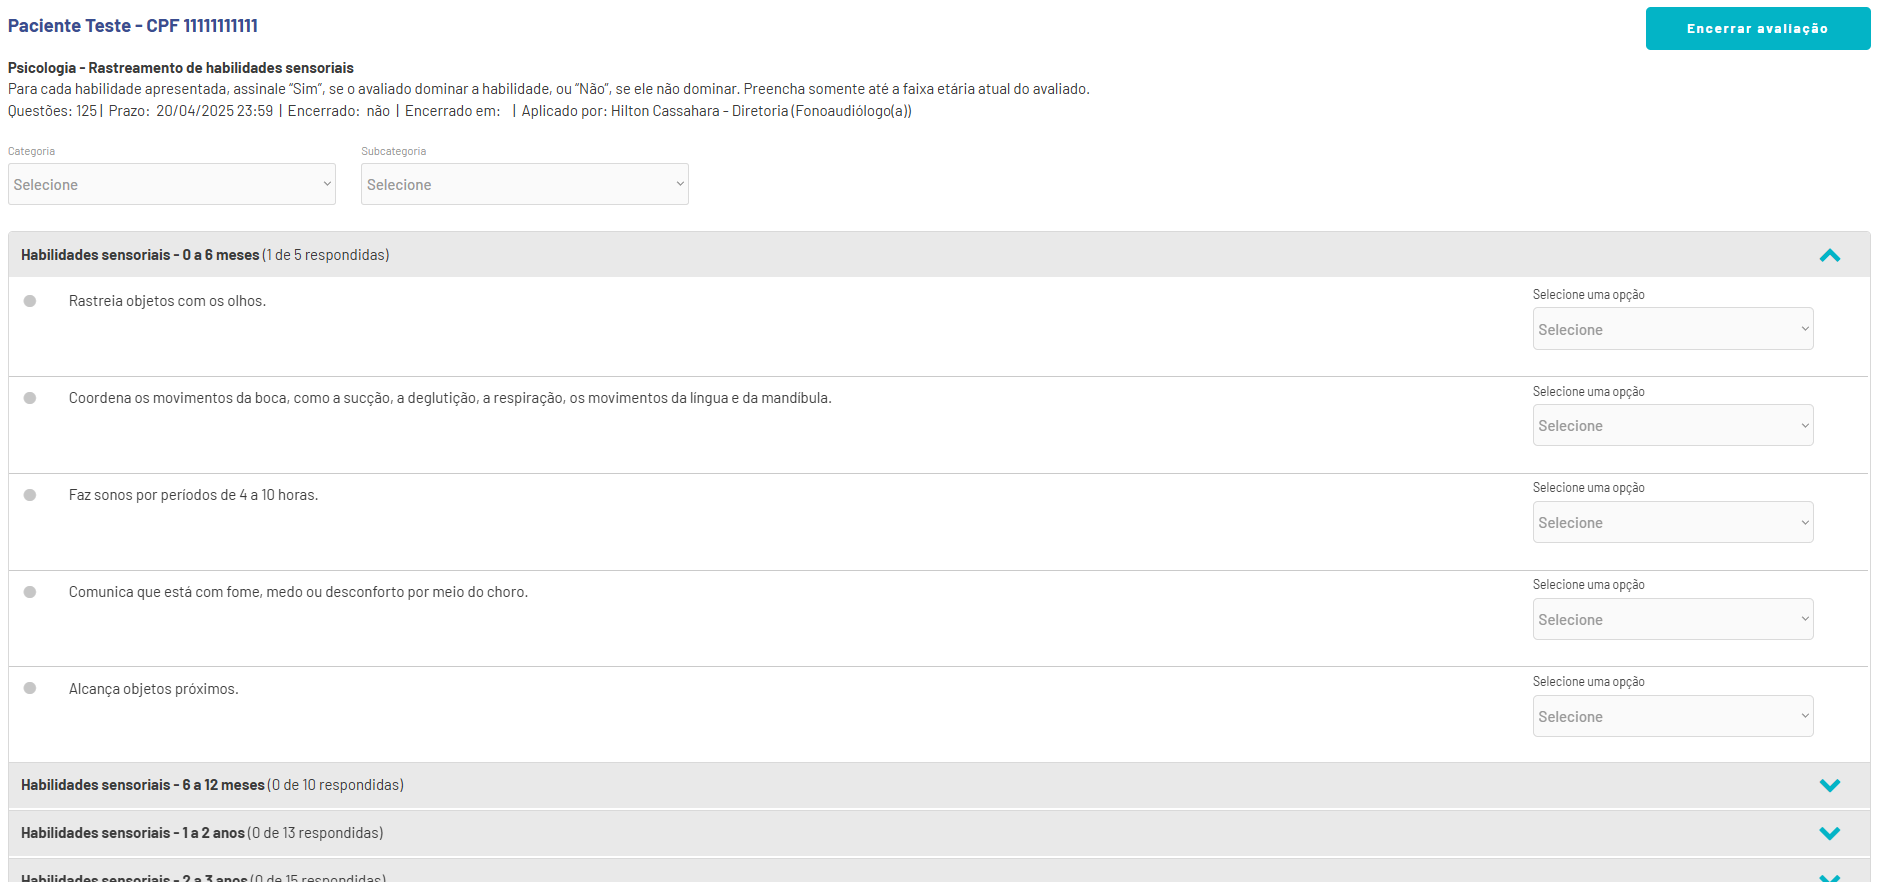 Paciente Teste - CPF 11111111111
Encerrar avaliação
Psicologia - Rastreamento de habilidades sensoriais
Para cada habilidade apresentada, assinale “Sim”, se o avaliado dominar a habilidade, ou “Não”, se ele não dominar. Preencha somente até a faixa etária atual do avaliado.
Questões: 125 | Prazo: 20/04/2025 23:59 | Encerrado: não | Encerrado em: | Aplicado por: Hilton Cassahara - Diretoria (Fonoaudiólogo(a))
Categoria
Subcategoria
Selecione
Selecione
Habilidades sensoriais - 0 a 6 meses (1 de 5 respondidas)
Rastreia objetos com os olhos.
Selecione uma opção
Selecione
Coordena os movimentos da boca, como a sucção, a deglutição, a respiração, os movimentos da língua e da mandíbula.
Selecione uma opção
Selecione
Faz sonos por períodos de 4 a 10 horas.
Selecione uma opção
Selecione
Comunica que está com fome, medo ou desconforto por meio do choro.
Selecione uma opção
Selecione
Alcança objetos próximos.
Selecione uma opção
Selecione
Habilidades sensoriais - 6 a 12 meses (0 de 10 respondidas)
Habilidades sensoriais - 1 a 2 anos (0 de 13 respondidas)
Habilidades sensoriais - 2 a 3 anos (0 de 15 respondidas)